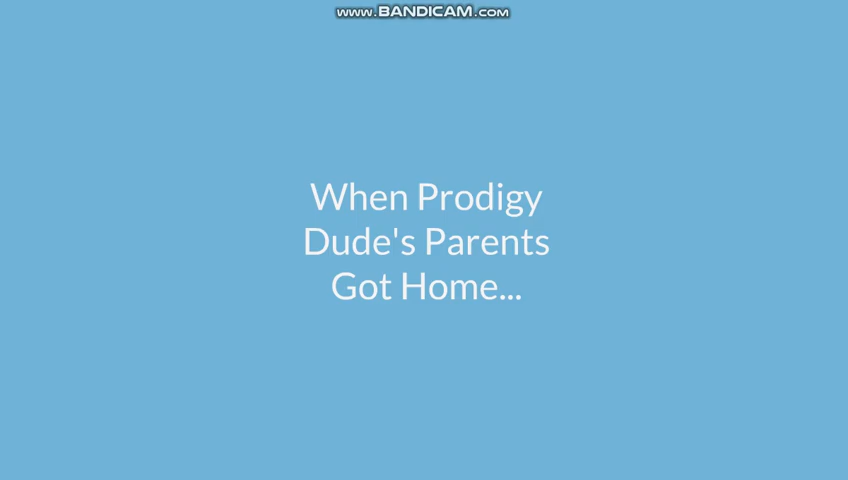 www.BANDICAM.com
When Prodigy
Dude's Parents
Got Home...